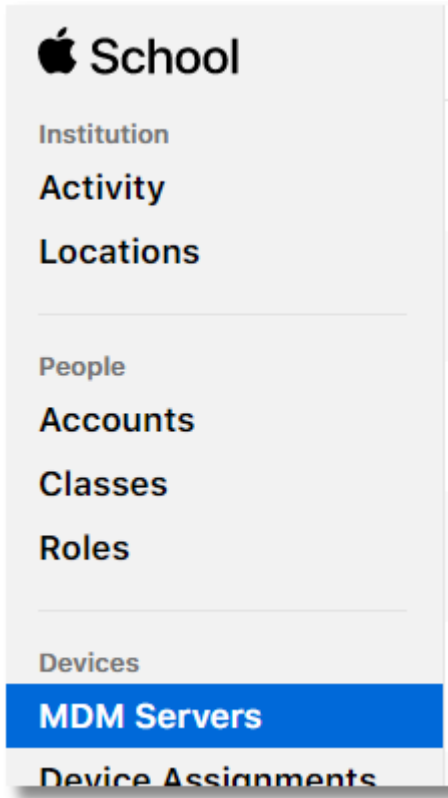 School
Institution
Activity
Locations
People
Accounts
Classes
Roles
Devices
MDM Servers
Device Assignments